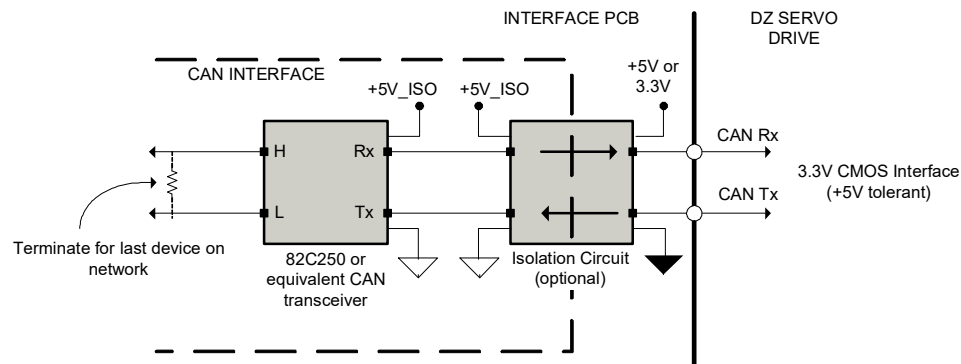 INTERFACE PCB
DZ SERVO
DRIVE
CAN INTERFACE
+5V_ISO
+5V_ISO
+5V or
3.3V
H
Rx
CAN Rx
3.3V CMOS Interface
(+5V tolerant)
L
Tx
CAN Tx
Terminate for last device on
network
82C250 or
equivalent CAN
transceiver
Isolation Circuit
(optional)